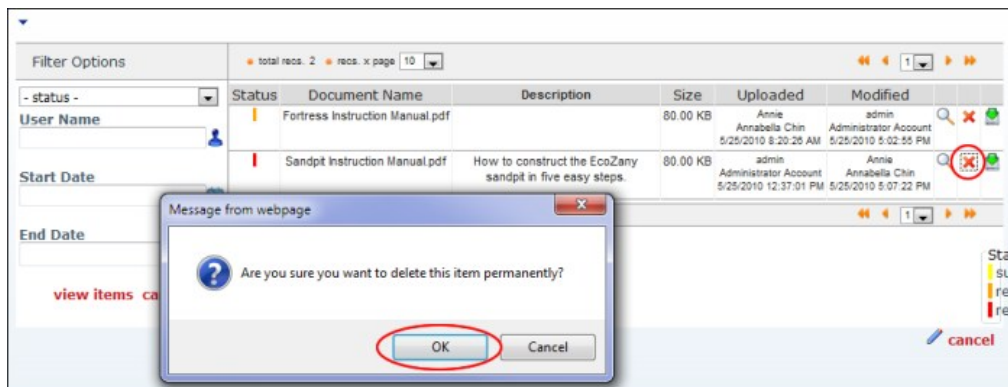 Filter Options
total recs. 2 recs. x page 10
1
- status -
Status Document Name Description Size Uploaded Modified
User Name
Fortress Instruction Manual.pdf 80.00 KB Annie admin
Annabella Chin Administrator Account
5/25/2010 8:20:26 AM 5/25/2010 5:02:55 PM
Start Date
Sandpit Instruction Manual.pdf How to construct the EcoZany 80.00 KB admin Annie
sandpit in five easy steps. Administrator Account Annabella Chin
5/25/2010 12:37:01 PM 5/25/2010 5:07:22 PM
1
End Date
view items ca
Message from webpage
Are you sure you want to delete this item permanently?
OK Cancel
Sta
su
re
re
cancel